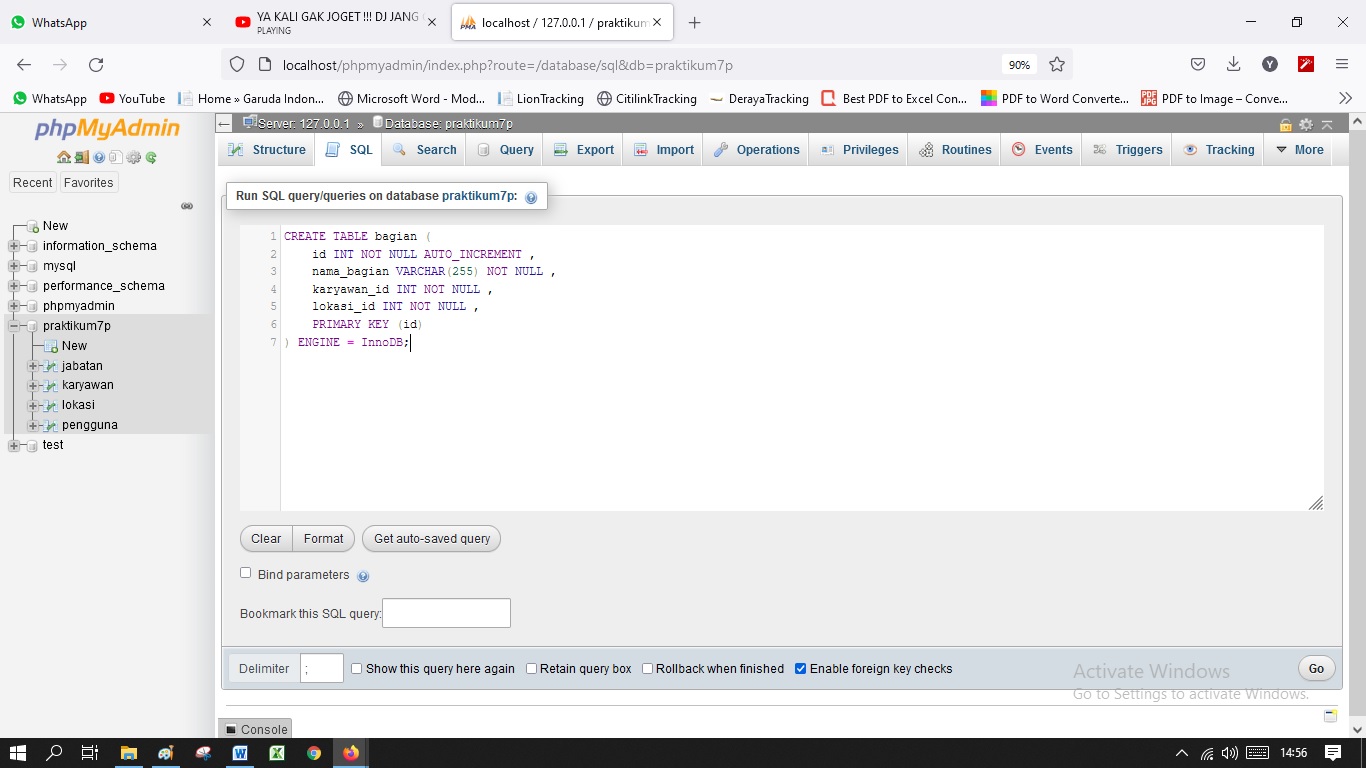 WhatsApp
YA KALI GAK JOGET !!! DJ JANG
PLAYING
localhost / 127.0.0.1 / praktikum
localhost/phpmyadmin/index.php?route=/database/sql&db=praktikum7p
90%
Y
WhatsApp
YouTube
Home » Garuda Indon...
Microsoft Word - Mod...
LionTracking
CitilinkTracking
DerayaTracking
Best PDF to Excel Con...
PDF to Word Converte...
PDF to Image – Conve...
phpMyAdmin
Server: 127.0.0.1 » Database: praktikum7p
Structure
SQL
Search
Query
Export
Import
Operations
Privileges
Routines
Events
Triggers
Tracking
More
Recent
Favorites
New
information_schema
mysql
performance_schema
phpmyadmin
praktikum7p
New
jabatan
karyawan
lokasi
pengguna
test
Run SQL query/queries on database praktikum7p:
1 CREATE TABLE bagian (
2 id INT NOT NULL AUTO_INCREMENT ,
3 nama_bagian VARCHAR(255) NOT NULL ,
4 karyawan_id INT NOT NULL ,
5 lokasi_id INT NOT NULL ,
6 PRIMARY KEY (id)
7 ) ENGINE = InnoDB;
Clear
Format
Get auto-saved query
Bind parameters
Bookmark this SQL query:
Delimiter ;
Show this query here again
Retain query box
Rollback when finished
Enable foreign key checks
Go
Activate Windows
Go to Settings to activate Windows.
Console
14:56